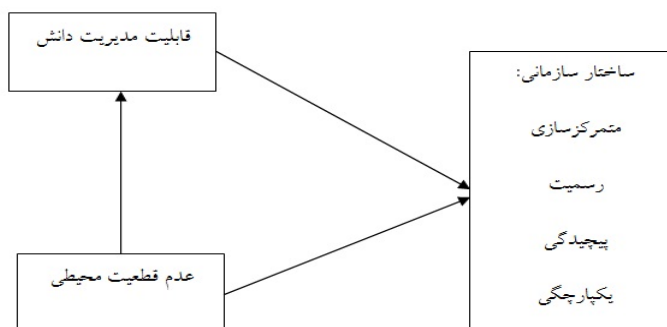 قابلیت مدیریت دانش
ساختار سازمانی:
متمرکزسازی
رسمیت
پیچیدگی
یکپارچگی
عدم قطعیت محیطی